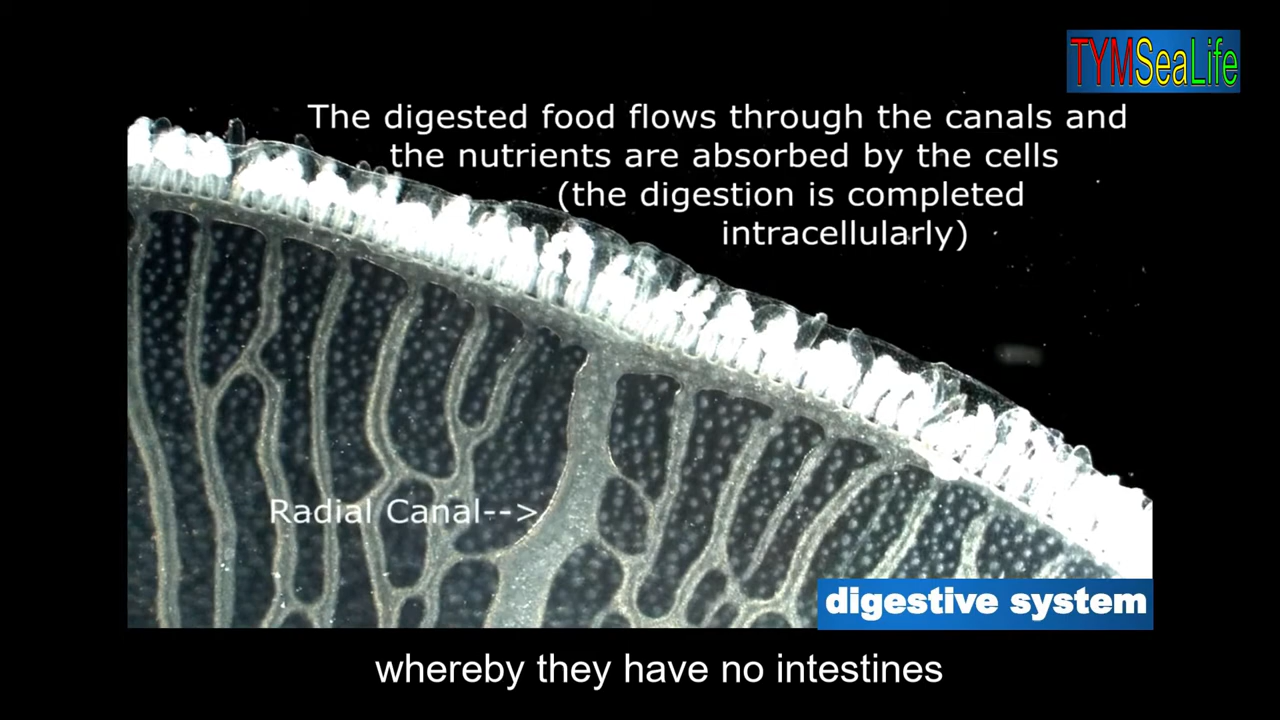 TYMSeaLife
The digested food flows through the canals and
the nutrients are absorbed by the cells
(the digestion is completed
intracellularly)
Radial Canal-->
digestive system
whereby they have no intestines